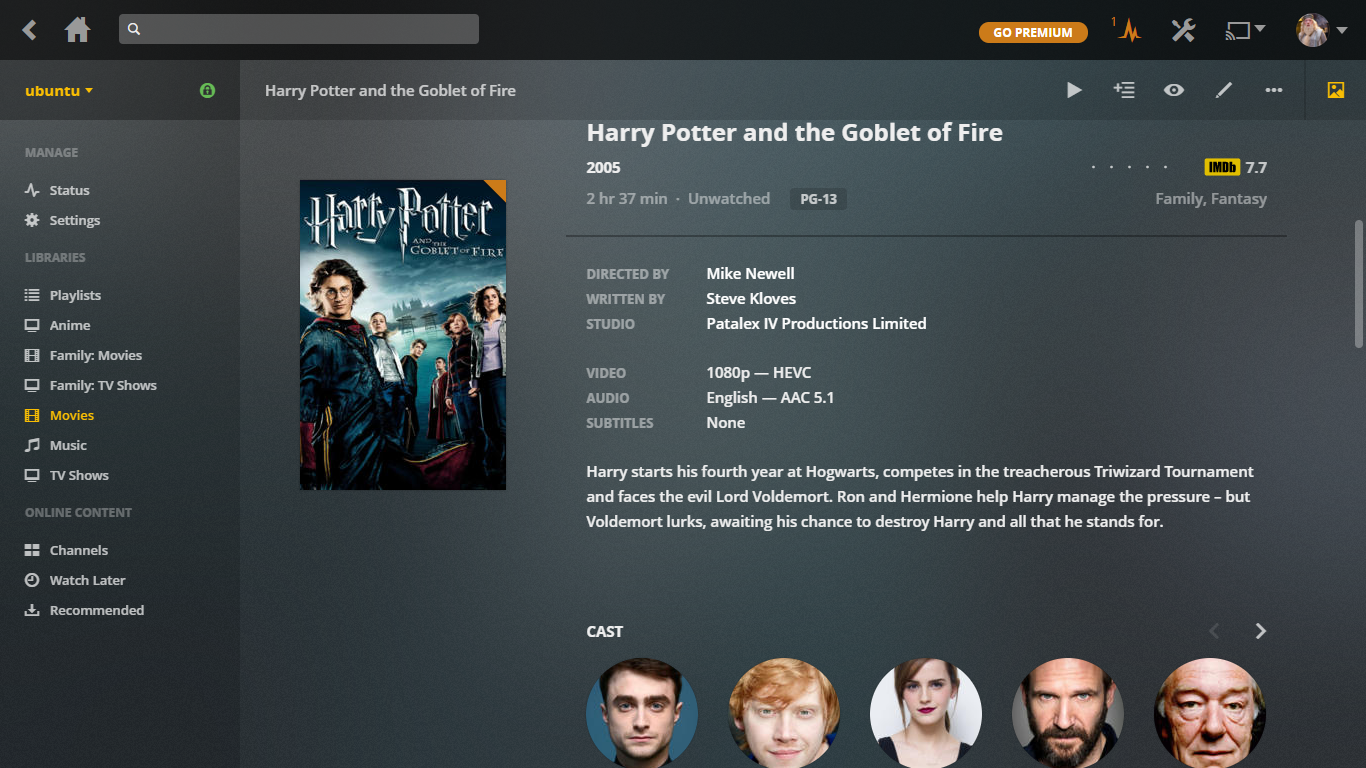 GO PREMIUM
1
ubuntu
Harry Potter and the Goblet of Fire
MANAGE
Status
Settings
LIBRARIES
Playlists
Anime
Family: Movies
Family: TV Shows
Movies
Music
TV Shows
ONLINE CONTENT
Channels
Watch Later
Recommended
Harry Potter
AND THE
GOBLET OF FIRE
Harry Potter and the Goblet of Fire
2005
IMDb 7.7
2 hr 37 min · Unwatched PG-13
Family, Fantasy
DIRECTED BY Mike Newell
WRITTEN BY Steve Kloves
STUDIO Patalex IV Productions Limited
VIDEO 1080p — HEVC
AUDIO English — AAC 5.1
SUBTITLES None
Harry starts his fourth year at Hogwarts, competes in the treacherous Triwizard Tournament
and faces the evil Lord Voldemort. Ron and Hermione help Harry manage the pressure – but
Voldemort lurks, awaiting his chance to destroy Harry and all that he stands for.
CAST